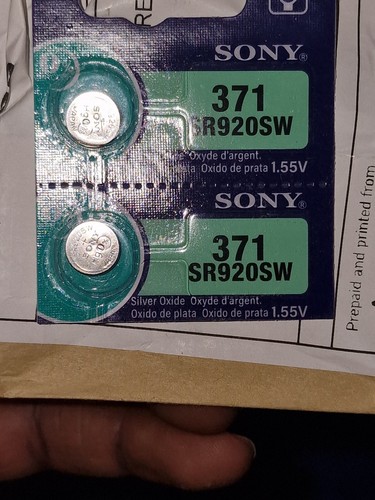 RE
SONY®
371
SR920SW
Oxyde d'argent.
Oxido de prata 1.55V
SONY®
371
SR920SW
Silver Oxide Oxyde d'argent.
Oxido de plata Oxido de prata 1.55V
Prepaid and printed from